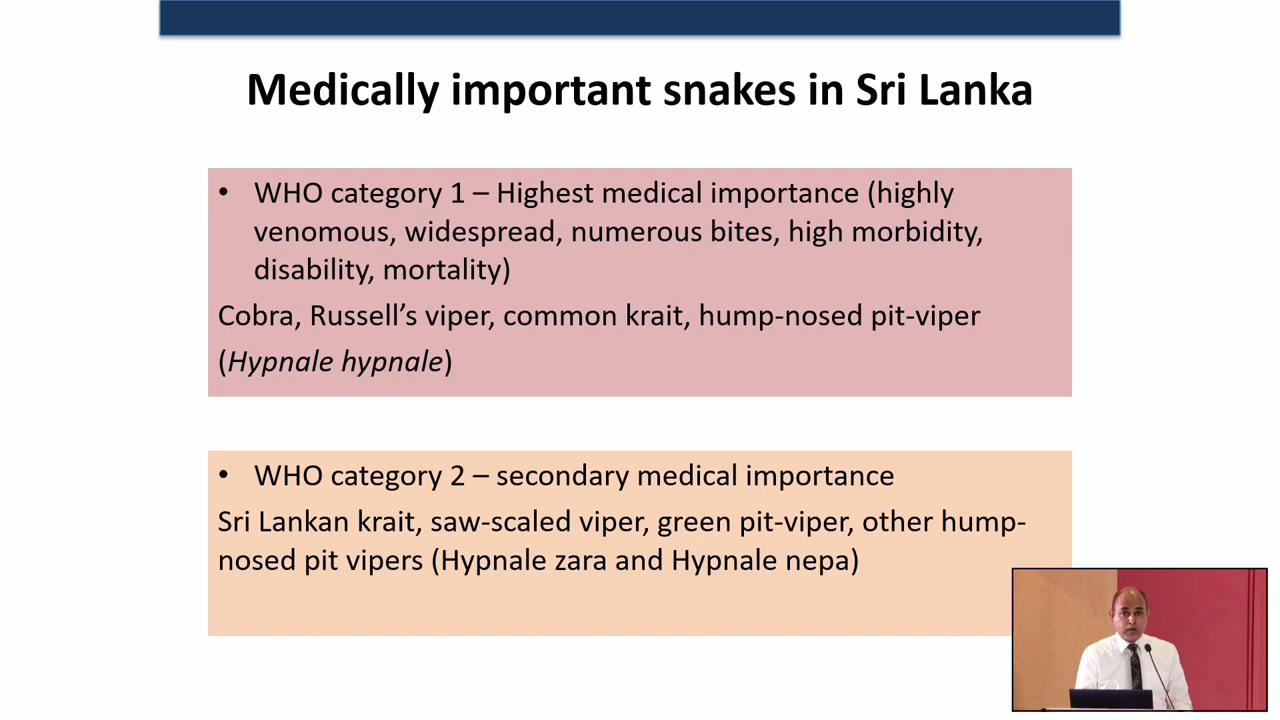 Medically important snakes in Sri Lanka
• WHO category 1 – Highest medical importance (highly
venomous, widespread, numerous bites, high morbidity,
disability, mortality)
Cobra, Russell’s viper, common krait, hump-nosed pit-viper
(Hypnale hypnale)
• WHO category 2 – secondary medical importance
Sri Lankan krait, saw-scaled viper, green pit-viper, other hump-
nosed pit vipers (Hypnale zara and Hypnale nepa)